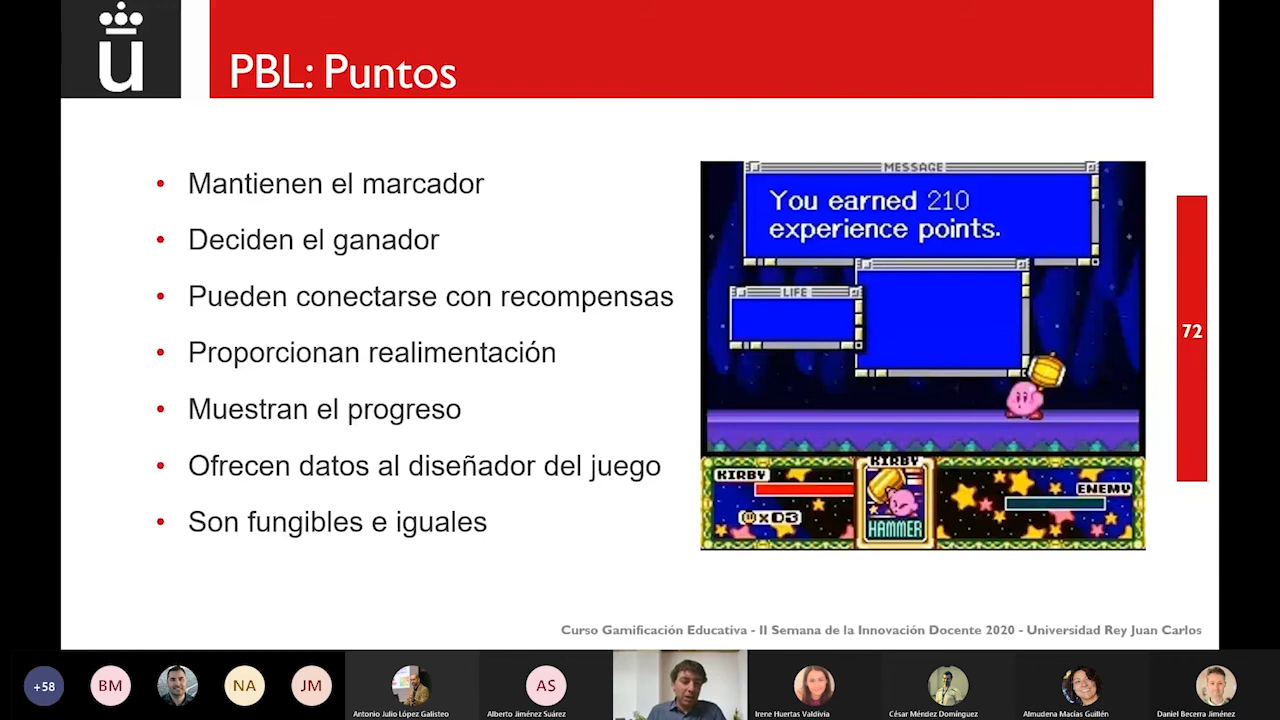 u
PBL: Puntos
Mantienen el marcador
Deciden el ganador
Pueden conectarse con recompensas
Proporcionan realimentación
Muestran el progreso
Ofrecen datos al diseñador del juego
Son fungibles e iguales
MESSAGE
You earned 210
experience points.
LIFE
KIRBY
KIRBY
ENEMY
x03
HAMMER
72
Curso Gamificación Educativa - II Semana de la Innovación Docente 2020 - Universidad Rey Juan Carlos
+58
BM
NA
JM
AS
Antonio Julio López Galisteo
Alberto Jiménez Suárez
Irene Huertas Valdivia
César Méndez Domínguez
Almudena Macías Guillén
Daniel Becerra Jiménez